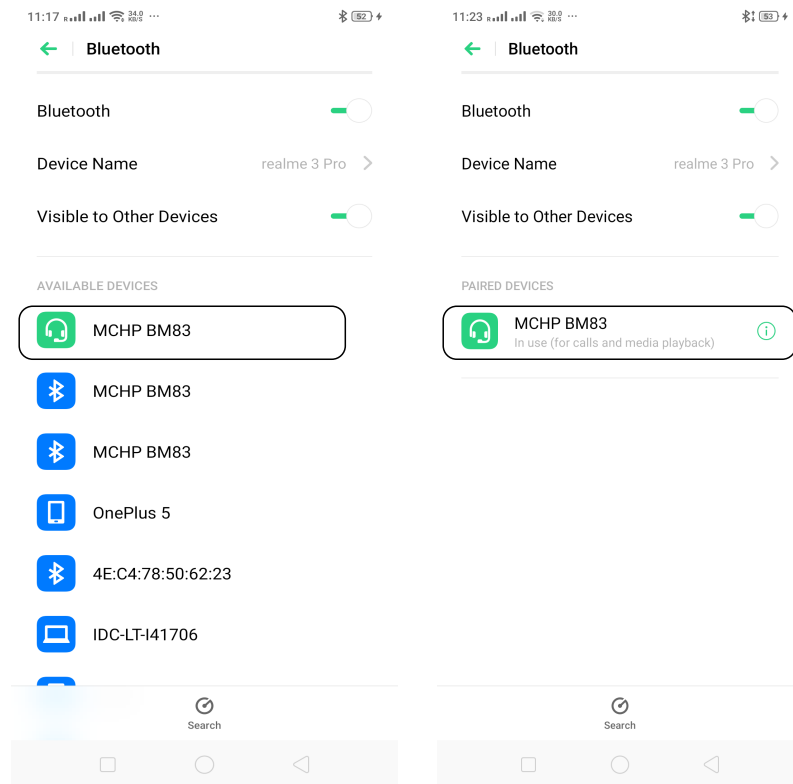 11:17 R 34.0 KB/S ... 52
Bluetooth
Bluetooth
Device Name realme 3 Pro
Visible to Other Devices
AVAILABLE DEVICES
MCHP BM83
MCHP BM83
MCHP BM83
OnePlus 5
4E:C4:78:50:62:23
IDC-LT-I41706
Search
11:23 R 30.0 KB/S ... 53
Bluetooth
Bluetooth
Device Name realme 3 Pro
Visible to Other Devices
PAIRED DEVICES
MCHP BM83
In use (for calls and media playback)
Search